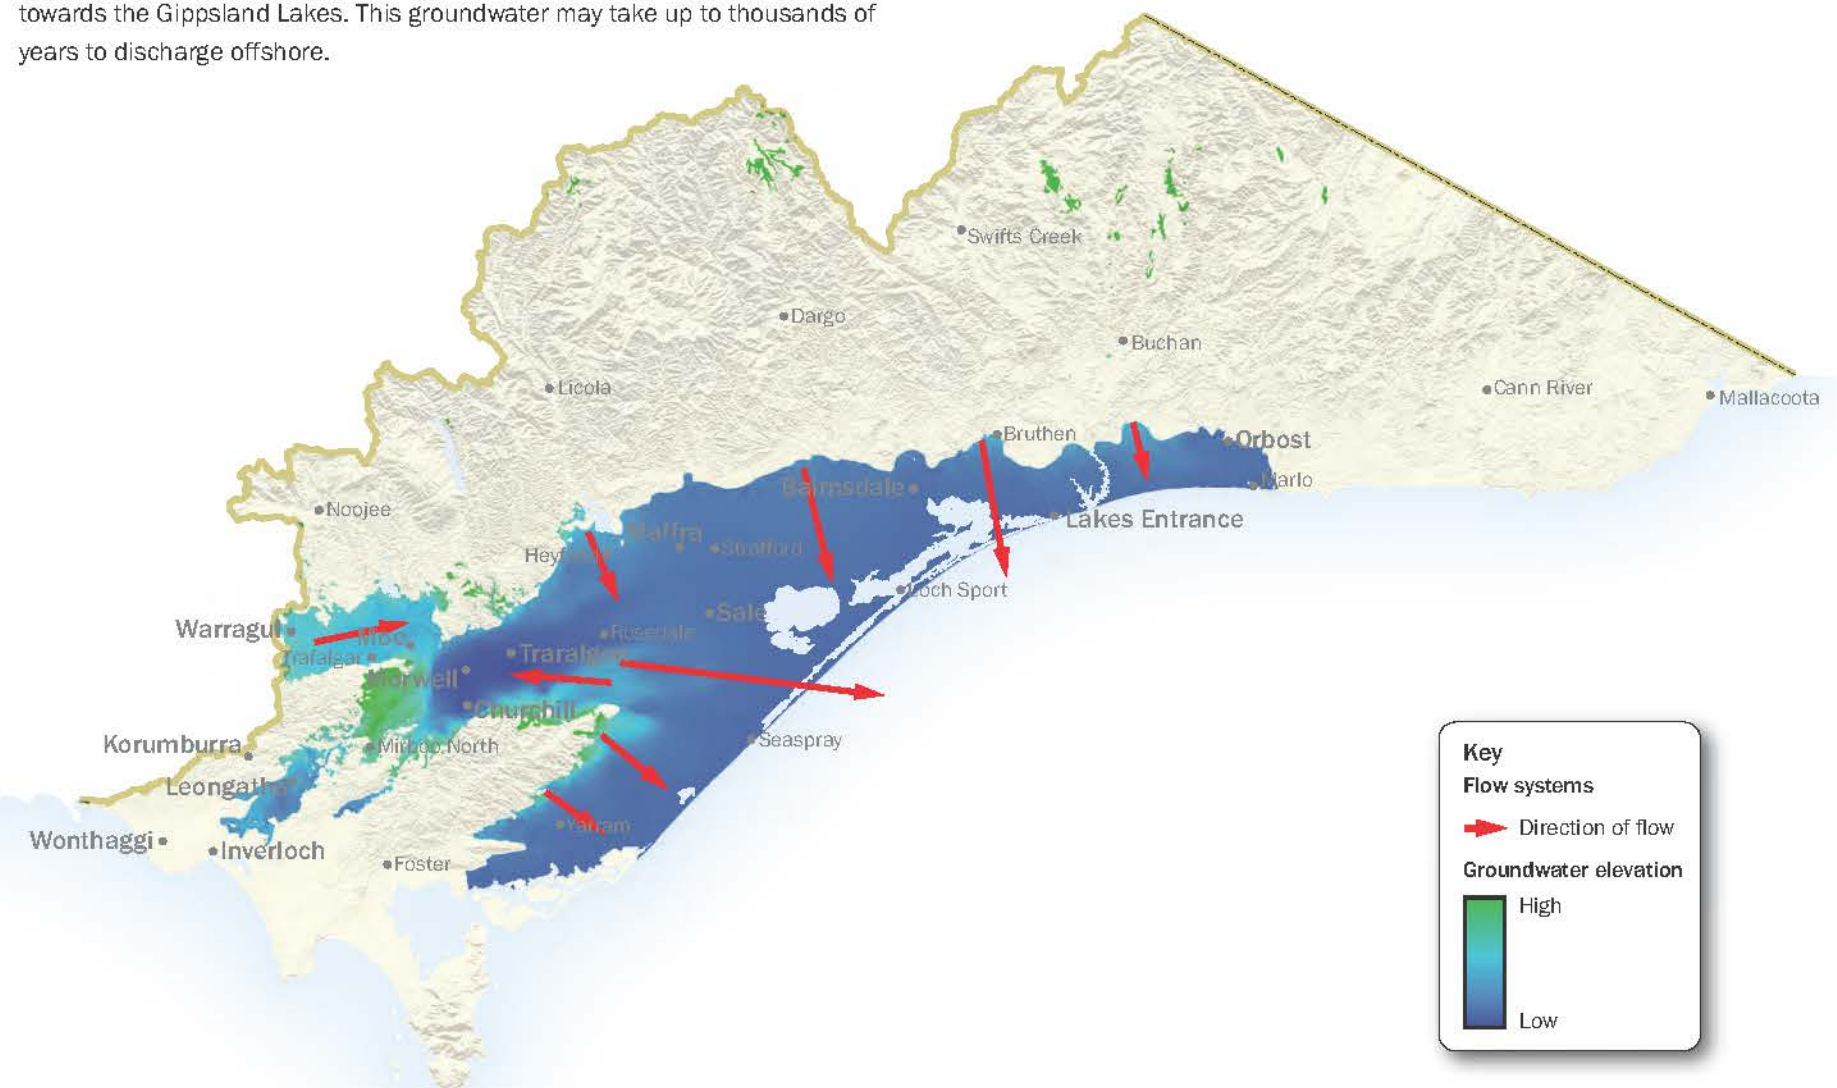 towards the Gippsland Lakes. This groundwater may take up to thousands of
years to discharge offshore.
Swifts Creek
Dargo
Buchan
Licola
Cann River
Mallacoota
Bruthen
Orbost
Bairnsdale
Marlo
Noojee
Lakes Entrance
Maffra
Heyfield
Stratford
Loch Sport
Sale
Warragul
Rosedale
Moe
Trafalgar
Traralgon
Morwell
Churchill
Seaspray
Korumburra
Mirboo North
Leongatha
Yarram
Wonthaggi
Inverloch
Foster
Key
Flow systems
Direction of flow
Groundwater elevation
High
Low